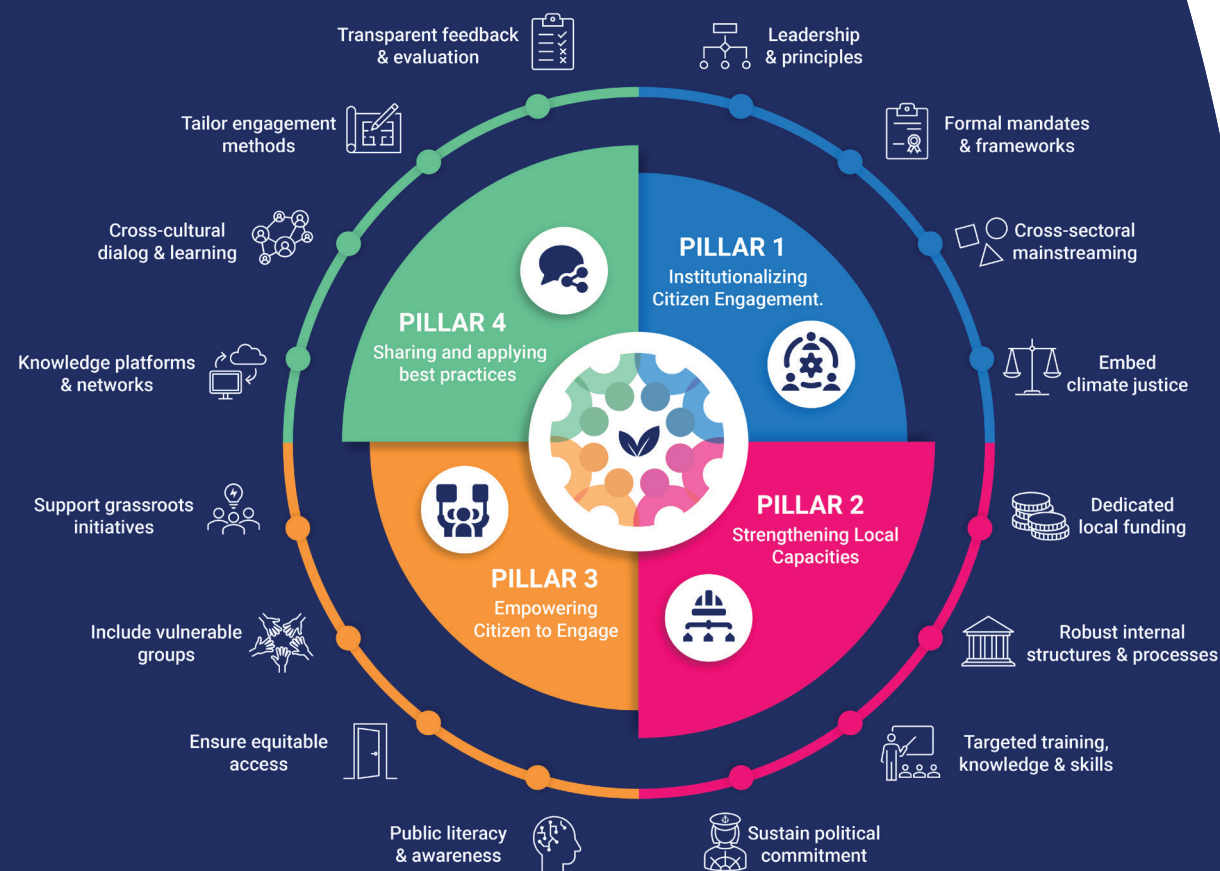 Transparent feedback
& evaluation
Leadership
& principles
Tailor engagement
methods
Formal mandates
& frameworks
Cross-cultural
dialog & learning
Cross-sectoral
mainstreaming
PILLAR 1
Institutionalizing
Citizen Engagement.
PILLAR 4
Sharing and applying
best practices
Knowledge platforms
& networks
Embed
climate justice
Support grassroots
initiatives
Dedicated
local funding
PILLAR 2
Strengthening Local
Capacities
PILLAR 3
Empowering
Citizen to Engage
Include vulnerable
groups
Robust internal
structures & processes
Ensure equitable
access
Targeted training,
knowledge & skills
Public literacy
& awareness
Sustain political
commitment